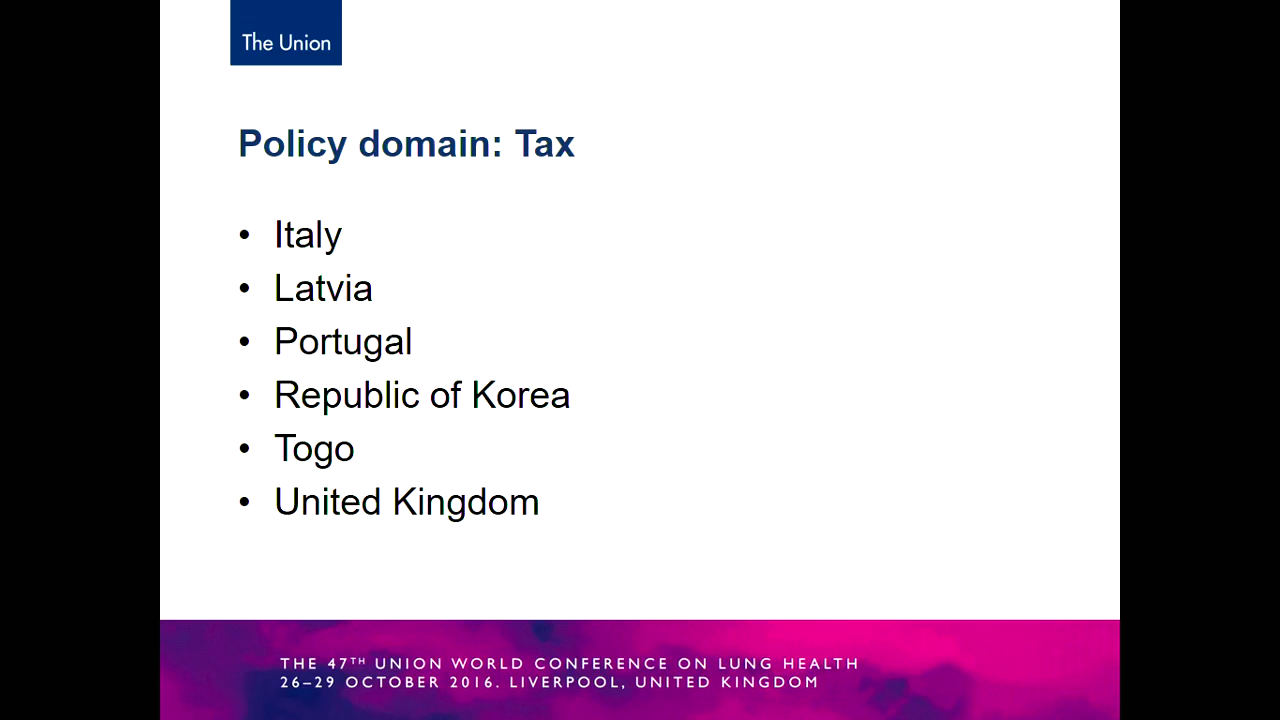 The Union
Policy domain: Tax
• Italy
• Latvia
• Portugal
• Republic of Korea
• Togo
• United Kingdom
THE 47TH UNION WORLD CONFERENCE ON LUNG HEALTH
26–29 OCTOBER 2016. LIVERPOOL, UNITED KINGDOM